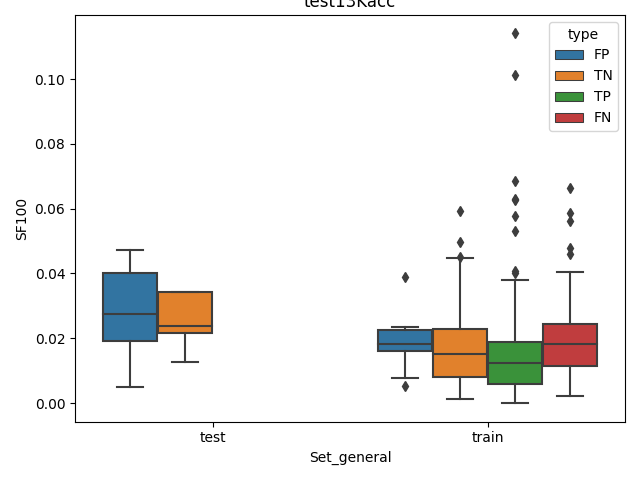 test13Kacc
type
FP
TN
TP
FN
0.10
0.08
0.06
0.04
0.02
0.00
SF100
test
train
Set_general